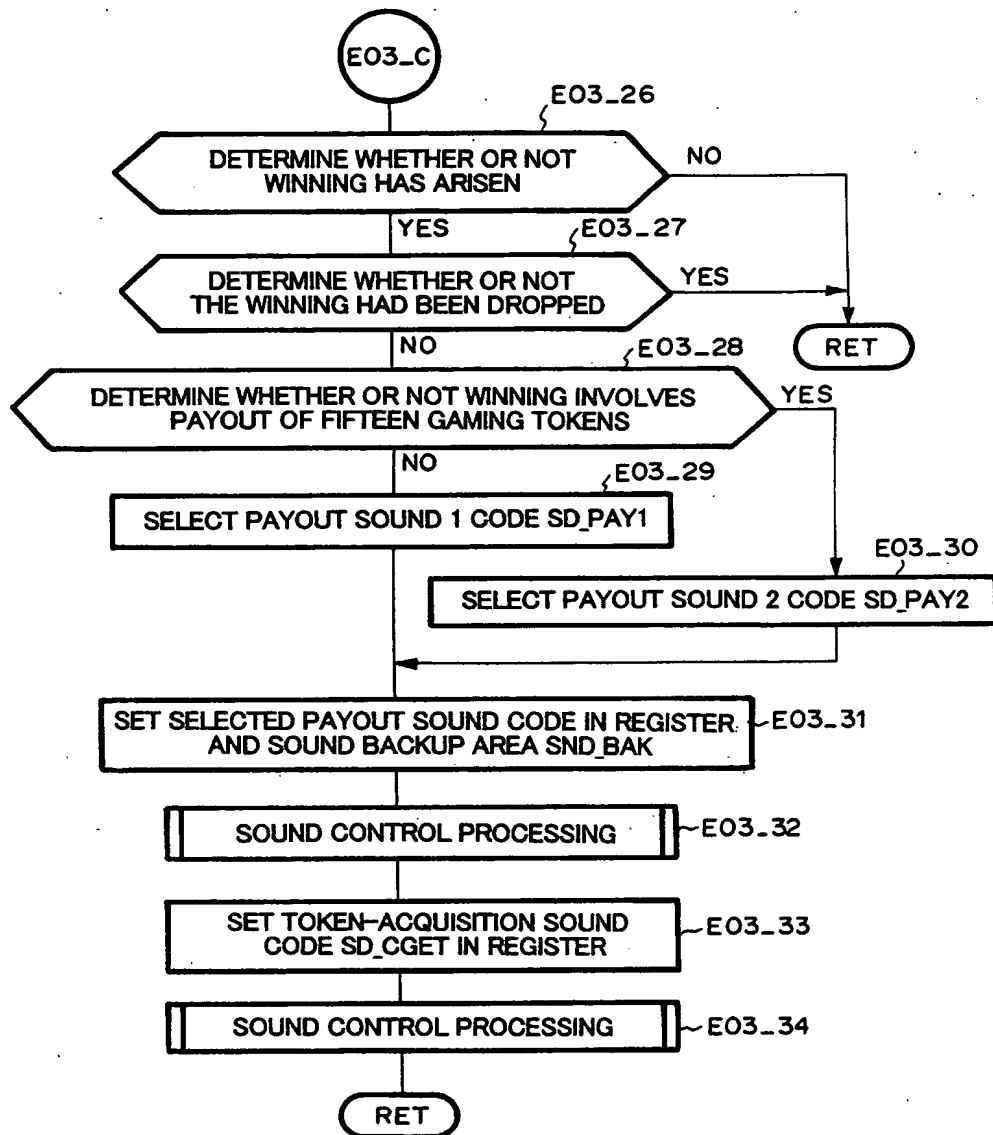 E03_C
E03_26
DETERMINE WHETHER OR NOT
WINNING HAS ARISEN
NO
YES
E03_27
DETERMINE WHETHER OR NOT
THE WINNING HAD BEEN DROPPED
YES
NO
RET
E03_28
DETERMINE WHETHER OR NOT WINNING INVOLVES
PAYOUT OF FIFTEEN GAMING TOKENS
YES
NO
E03_29
SELECT PAYOUT SOUND 1 CODE SD_PAY1
E03_30
SELECT PAYOUT SOUND 2 CODE SD_PAY2
SET SELECTED PAYOUT SOUND CODE IN REGISTER
AND SOUND BACKUP AREA SND_BAK
E03_31
SOUND CONTROL PROCESSING
E03_32
SET TOKEN-ACQUISITION SOUND
CODE SD_CGET IN REGISTER
E03_33
SOUND CONTROL PROCESSING
E03_34
RET